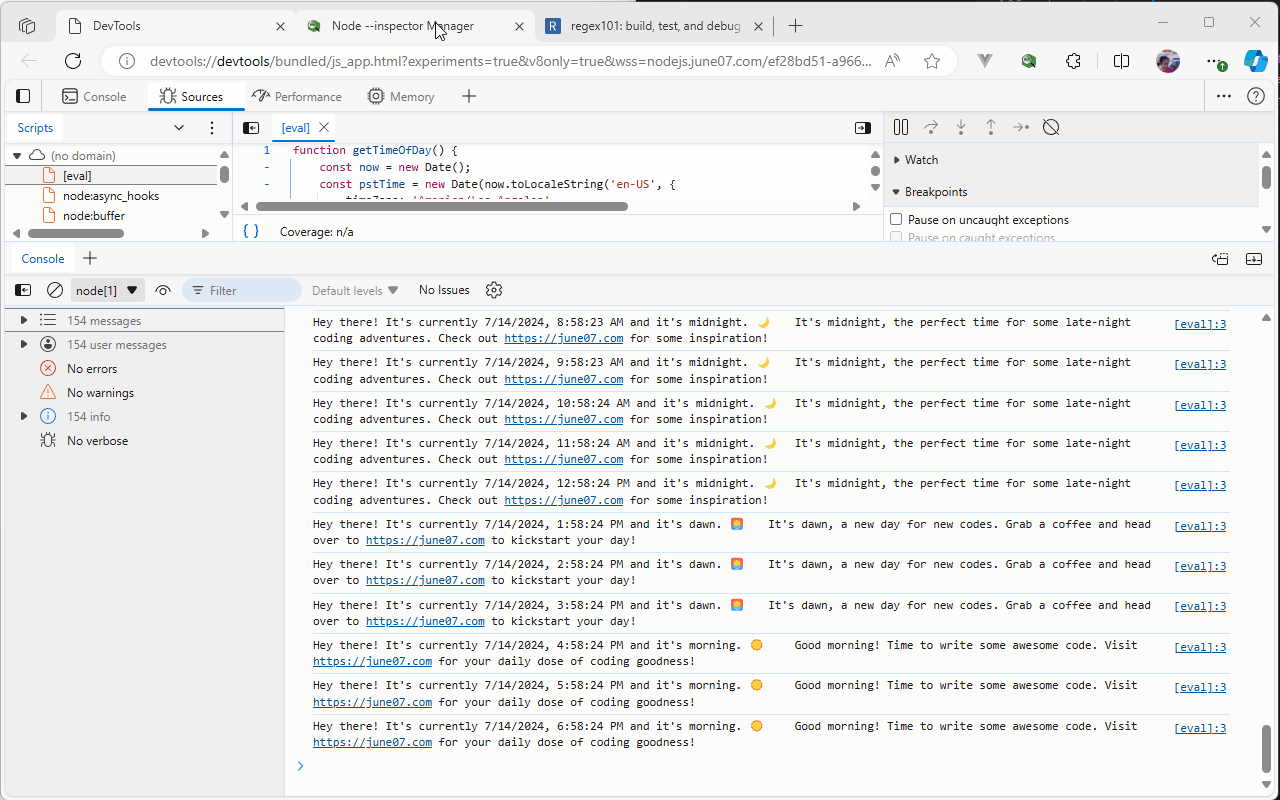 DevTools
Node --inspector Manager
regex101: build, test, and debug
devtools://devtools/bundled/js_app.html?experiments=true&v8only=true&wss=nodejs.june07.com/ef28bd51-a966...
Console
Sources
Performance
Memory
Scripts
[eval]
(no domain)
[eval]
node:async_hooks
node:buffer
1 function getTimeOfDay() {
- const now = new Date();
- const pstTime = new Date(now.toLocaleString('en-US', {
timeZone: 'America/Los_Angeles'
{ } Coverage: n/a
Watch
Breakpoints
Pause on uncaught exceptions
Pause on caught exceptions
Console
node[1]
Filter
Default levels
No Issues
154 messages
154 user messages
No errors
No warnings
154 info
No verbose
Hey there! It's currently 7/14/2024, 8:58:23 AM and it's midnight. 🌙 It's midnight, the perfect time for some late-night [eval]:3
coding adventures. Check out https://june07.com for some inspiration!
Hey there! It's currently 7/14/2024, 9:58:23 AM and it's midnight. 🌙 It's midnight, the perfect time for some late-night [eval]:3
coding adventures. Check out https://june07.com for some inspiration!
Hey there! It's currently 7/14/2024, 10:58:24 AM and it's midnight. 🌙 It's midnight, the perfect time for some late-night [eval]:3
coding adventures. Check out https://june07.com for some inspiration!
Hey there! It's currently 7/14/2024, 11:58:24 AM and it's midnight. 🌙 It's midnight, the perfect time for some late-night [eval]:3
coding adventures. Check out https://june07.com for some inspiration!
Hey there! It's currently 7/14/2024, 12:58:24 PM and it's midnight. 🌙 It's midnight, the perfect time for some late-night [eval]:3
coding adventures. Check out https://june07.com for some inspiration!
Hey there! It's currently 7/14/2024, 1:58:24 PM and it's dawn. 🌅 It's dawn, a new day for new codes. Grab a coffee and head [eval]:3
over to https://june07.com to kickstart your day!
Hey there! It's currently 7/14/2024, 2:58:24 PM and it's dawn. 🌅 It's dawn, a new day for new codes. Grab a coffee and head [eval]:3
over to https://june07.com to kickstart your day!
Hey there! It's currently 7/14/2024, 3:58:24 PM and it's dawn. 🌅 It's dawn, a new day for new codes. Grab a coffee and head [eval]:3
over to https://june07.com to kickstart your day!
Hey there! It's currently 7/14/2024, 4:58:24 PM and it's morning. ☀️ Good morning! Time to write some awesome code. Visit [eval]:3
https://june07.com for your daily dose of coding goodness!
Hey there! It's currently 7/14/2024, 5:58:24 PM and it's morning. ☀️ Good morning! Time to write some awesome code. Visit [eval]:3
https://june07.com for your daily dose of coding goodness!
Hey there! It's currently 7/14/2024, 6:58:24 PM and it's morning. ☀️ Good morning! Time to write some awesome code. Visit [eval]:3
https://june07.com for your daily dose of coding goodness!